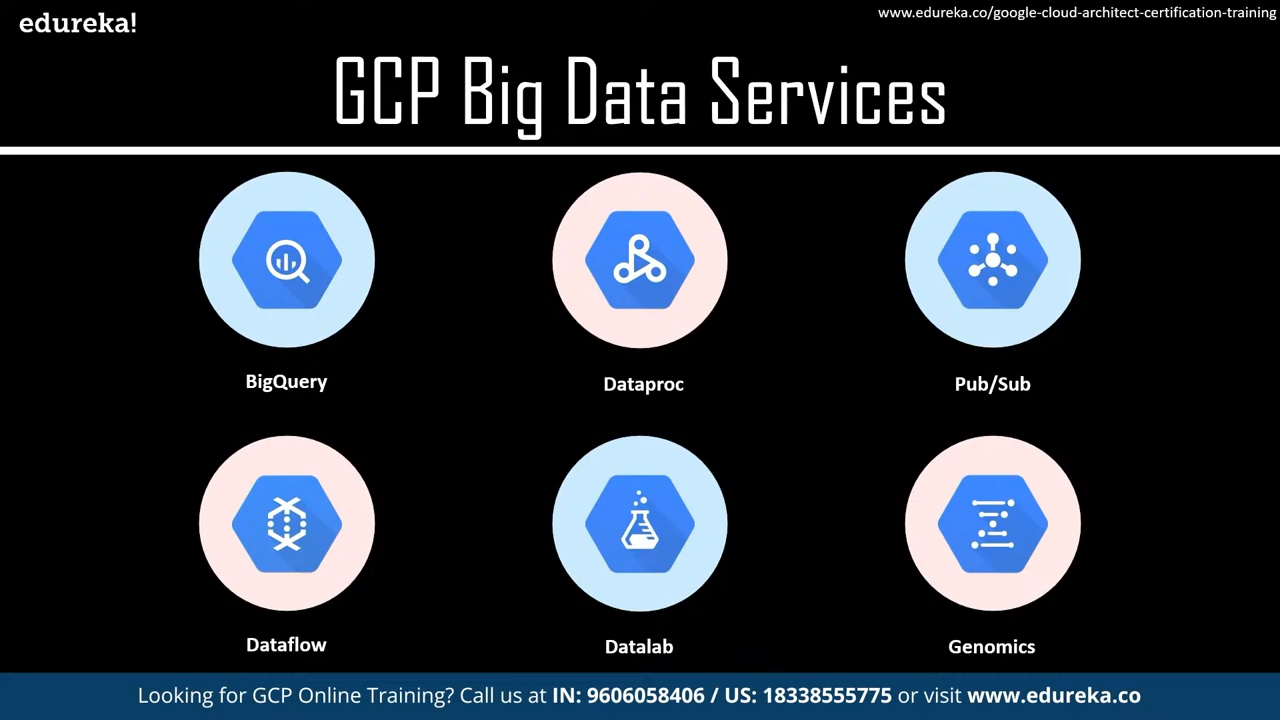 edureka!
www.edureka.co/google-cloud-architect-certification-training
GCP Big Data Services
BigQuery
Dataproc
Pub/Sub
Dataflow
Datalab
Genomics
Looking for GCP Online Training? Call us at IN: 9606058406 / US: 18338555775 or visit www.edureka.co